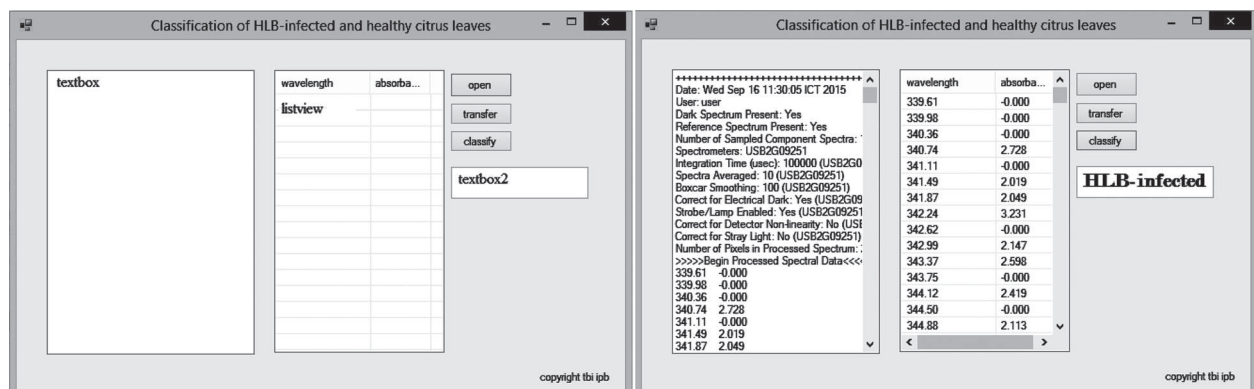 Classification of HLB-infected and healthy citrus leaves
textbox
wavelength absorba...
listview
open
transfer
classify
textbox2
copyright tbi ipb
Classification of HLB-infected and healthy citrus leaves
++++++++++++++++++++++++++++++++++++
Date: Wed Sep 16 11:30:05 ICT 2015
User: user
Dark Spectrum Present: Yes
Reference Spectrum Present: Yes
Number of Sampled Component Spectra:
Spectrometers: USB2G09251
Integration Time (usec): 100000 (USB2G0
Spectra Averaged: 10 (USB2G09251)
Boxcar Smoothing: 100 (USB2G09251)
Correct for Electrical Dark: Yes (USB2G09
Strobe/Lamp Enabled: Yes (USB2G09251
Correct for Detector Non-linearity: No (USE
Correct for Stray Light: No (USB2G09251)
Number of Pixels in Processed Spectrum:
>>>>>Begin Processed Spectral Data<<<<
339.61 -0.000
339.98 -0.000
340.36 -0.000
340.74 2.728
341.11 -0.000
341.49 2.019
341.87 2.049
wavelength absorba...
339.61 -0.000
339.98 -0.000
340.36 -0.000
340.74 2.728
341.11 -0.000
341.49 2.019
341.87 2.049
342.24 3.231
342.62 -0.000
342.99 2.147
343.37 2.598
343.75 -0.000
344.12 2.419
344.50 -0.000
344.88 2.113
open
transfer
classify
HLB-infected
copyright tbi ipb